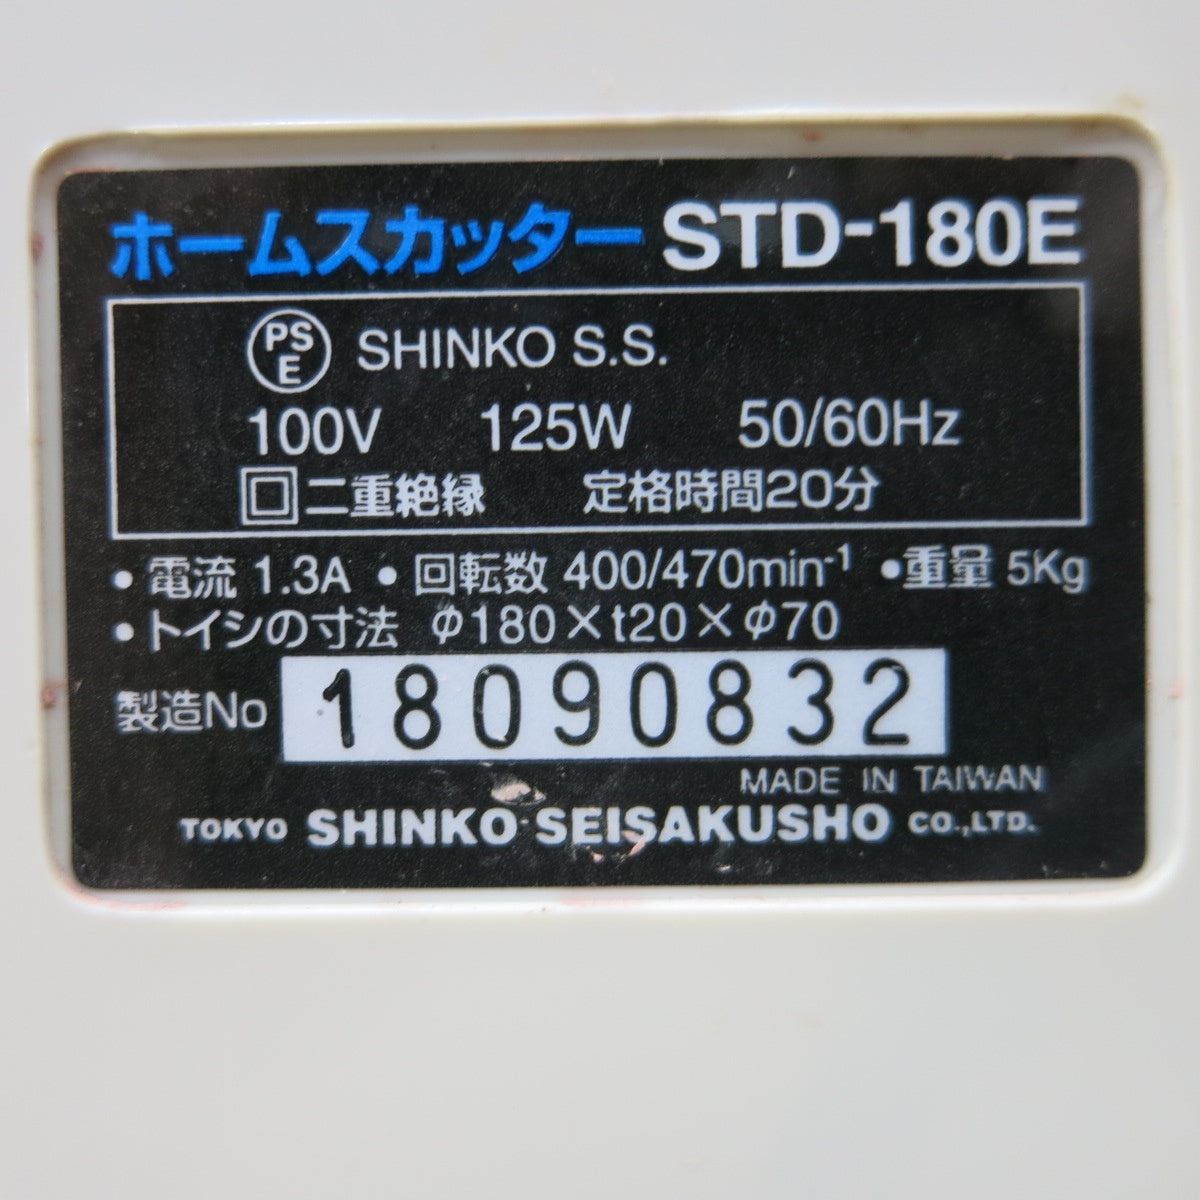 ホームスカッター STD-180E
PSE SHINKO S.S.
100V 125W 50/60Hz
二重絶縁 定格時間20分
• 電流 1.3A • 回転数 400/470min-1 •重量 5Kg
• トイシの寸法 φ180×t20×φ70
製造No 18090832
MADE IN TAIWAN
TOKYO SHINKO SEISAKUSHO CO.,LTD.